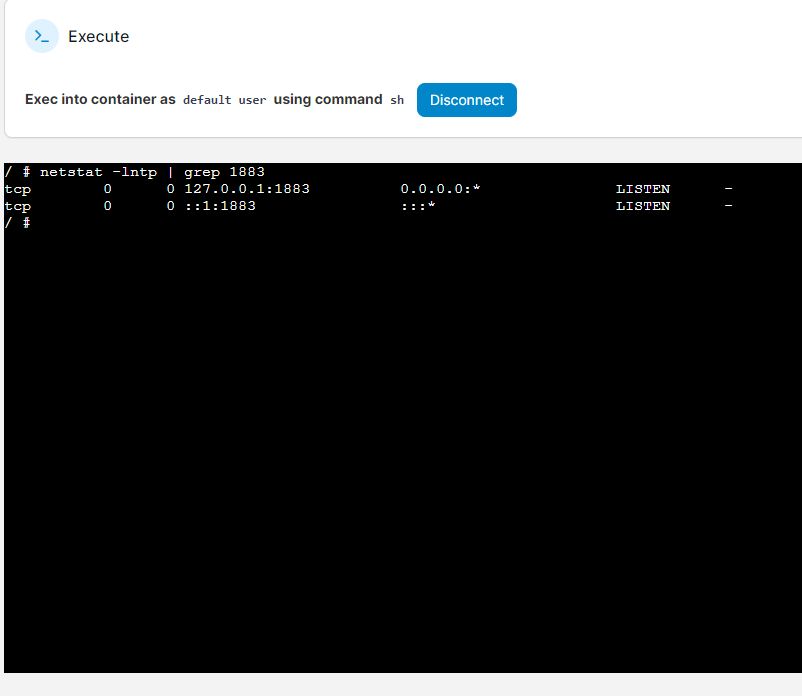 >_ Execute
Exec into container as default user using command sh Disconnect
/ # netstat -lntp | grep 1883
tcp        0      0 127.0.0.1:1883          0.0.0.0:*               LISTEN      -
tcp        0      0 ::1:1883                :::*                    LISTEN      -
/ #